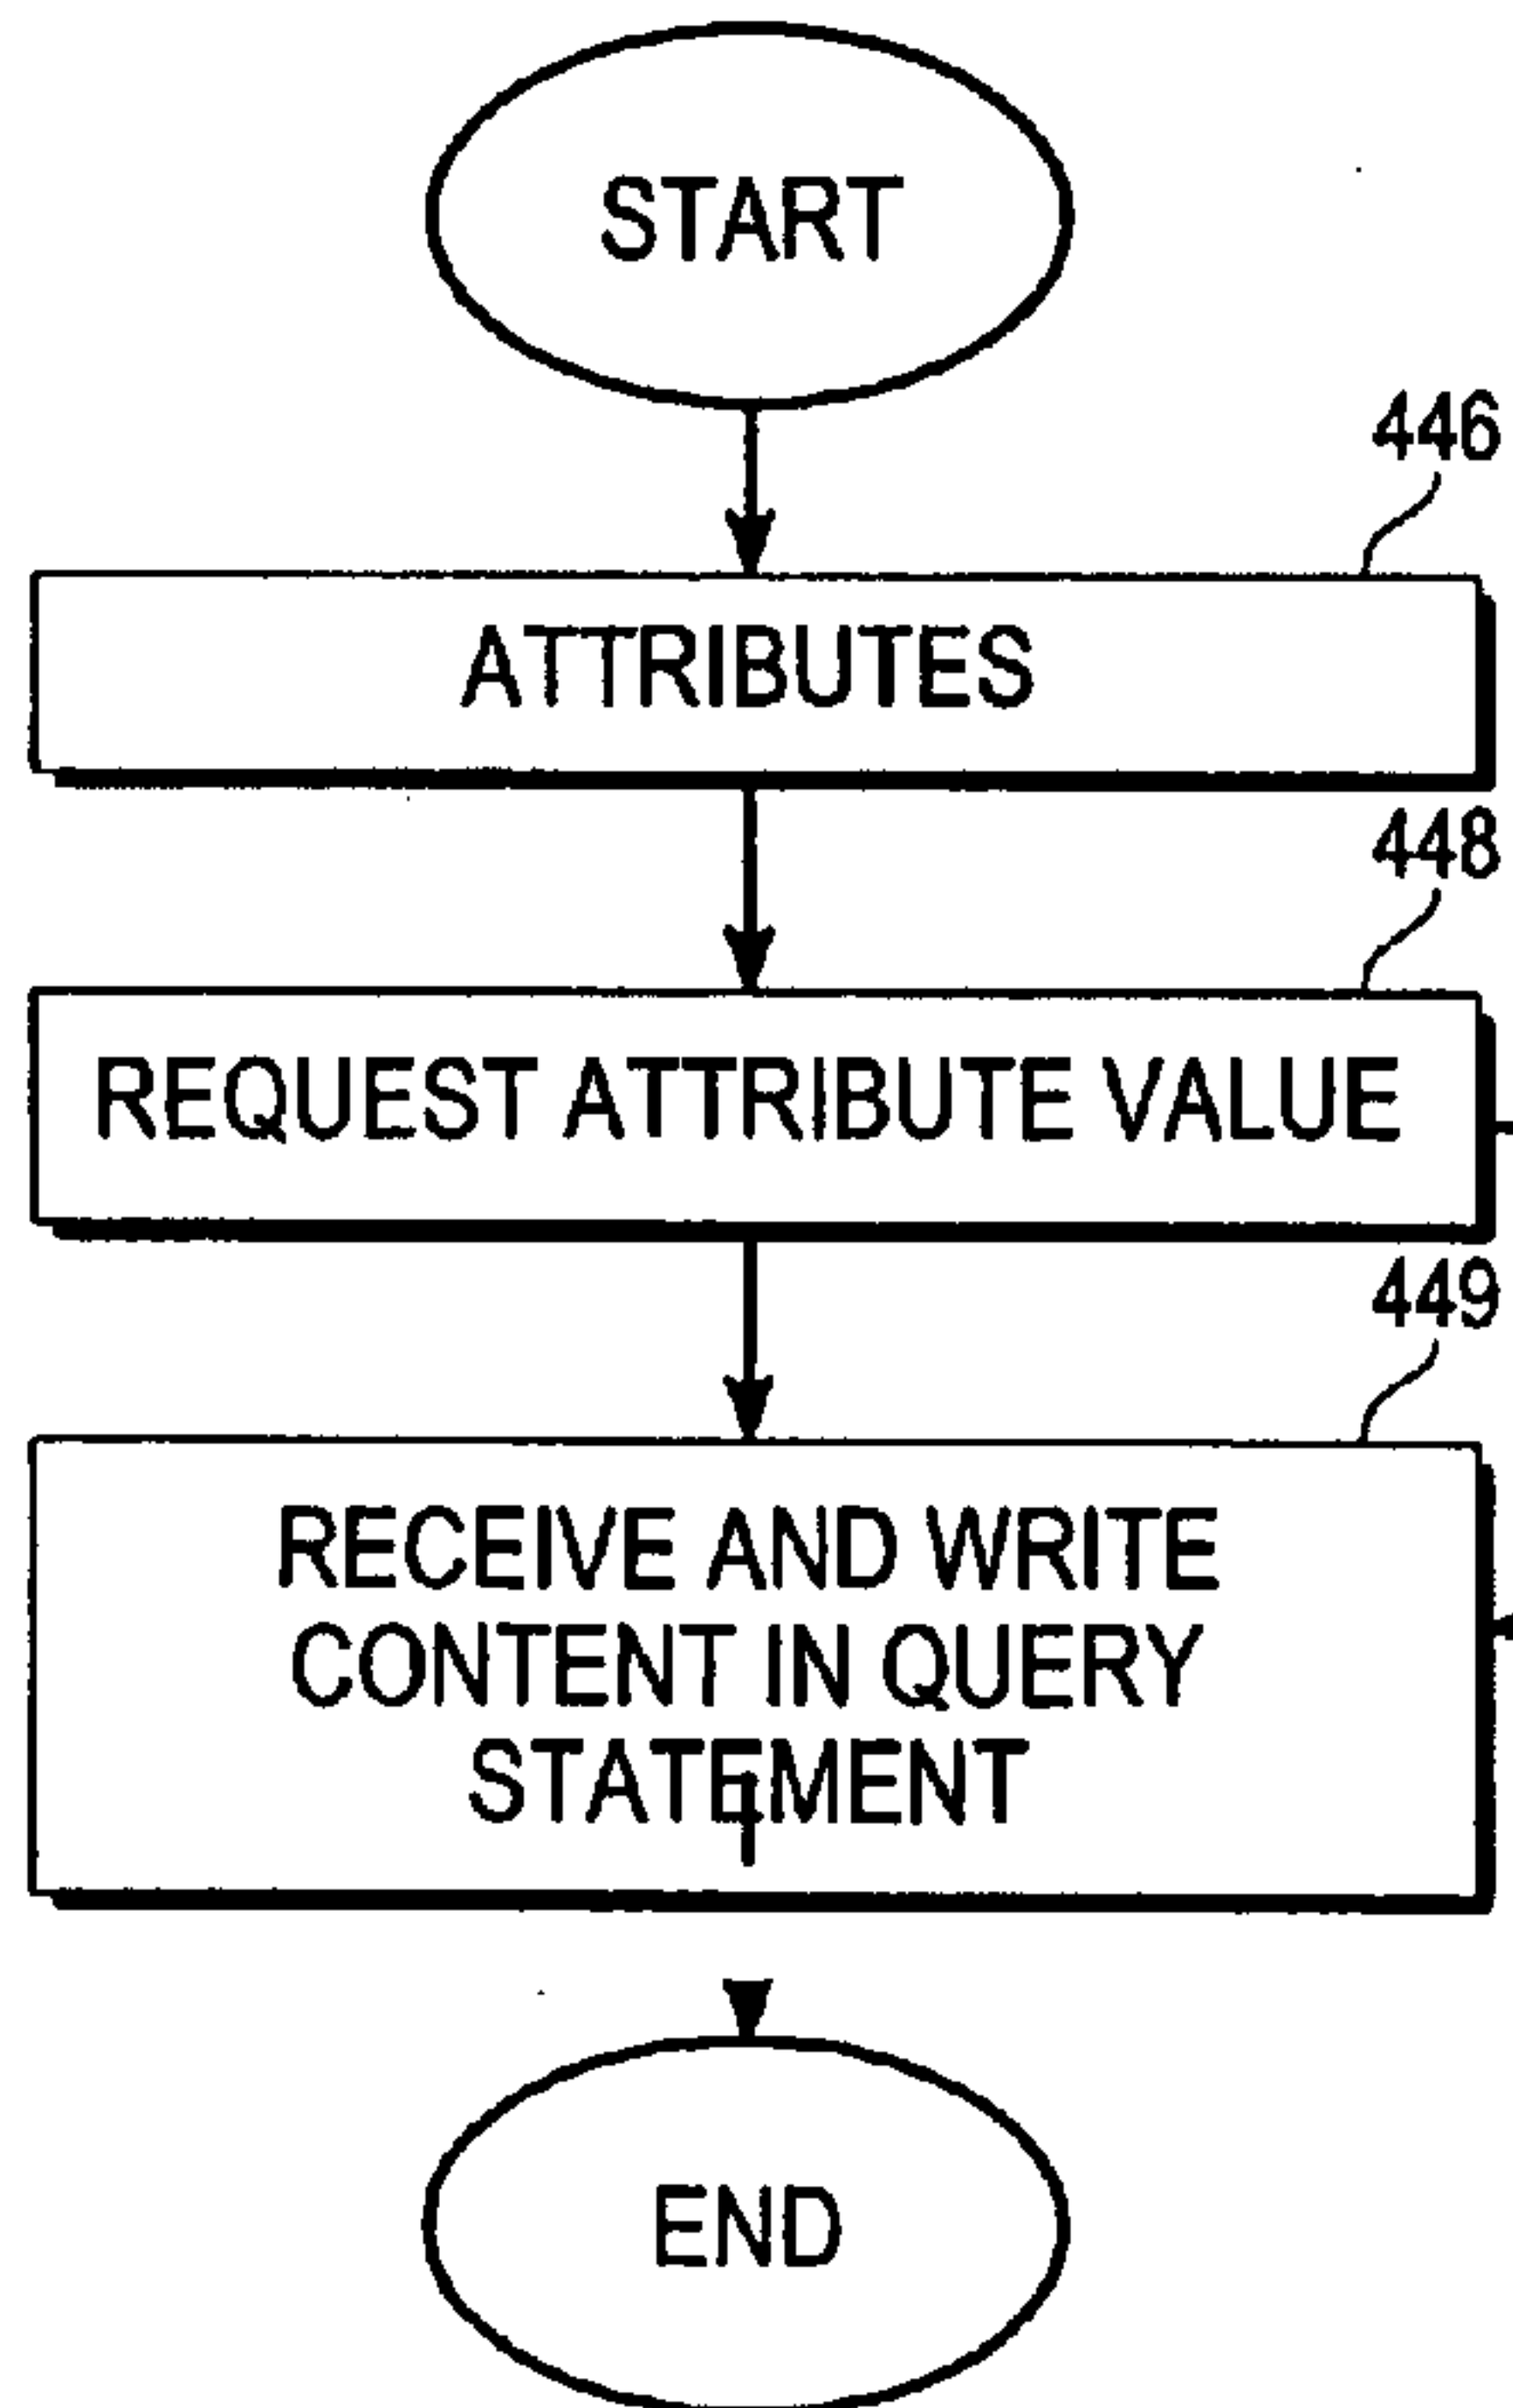 START
446
ATTRIBUTES
448
REQUEST ATTRIBUTE VALUE
449
RECEIVE AND WRITE
CONTENT IN QUERY
STATEMENT
END